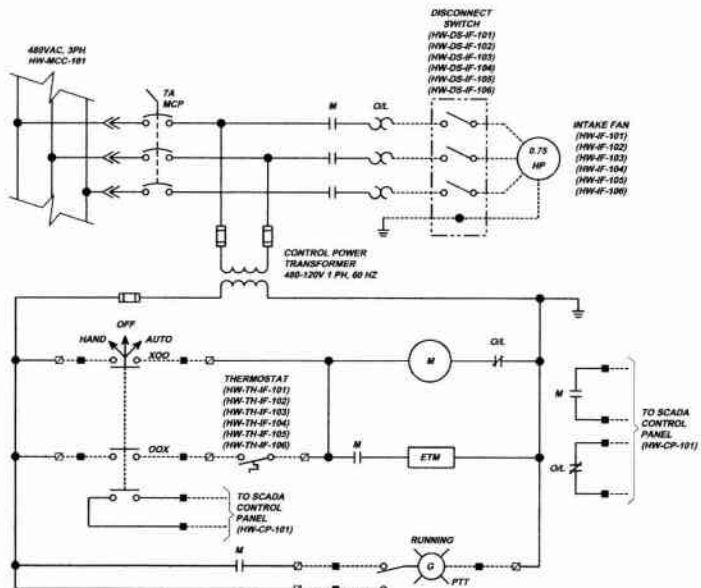 DISCONNECT
SWITCH
(HW-DS-IF-101)
(HW-DS-IF-102)
(HW-DS-IF-103)
(HW-DS-IF-104)
(HW-DS-IF-105)
(HW-DS-IF-106)
480VAC, 3PH
HW-MCC-101
7A
MCP
M
O/L
0.75
HP
INTAKE FAN
(HW-IF-101)
(HW-IF-102)
(HW-IF-103)
(HW-IF-104)
(HW-IF-105)
(HW-IF-106)
CONTROL POWER
TRANSFORMER
480-120V 1 PH, 60 HZ
OFF
HAND
AUTO
XOO
M
O/L
THERMOSTAT
(HW-TH-IF-101)
(HW-TH-IF-102)
(HW-TH-IF-103)
(HW-TH-IF-104)
(HW-TH-IF-105)
(HW-TH-IF-106)
OOX
M
ETM
M
O/L
TO SCADA
CONTROL
PANEL
(HW-CP-101)
TO SCADA
CONTROL
PANEL
(HW-CP-101)
RUNNING
M
G
PTT